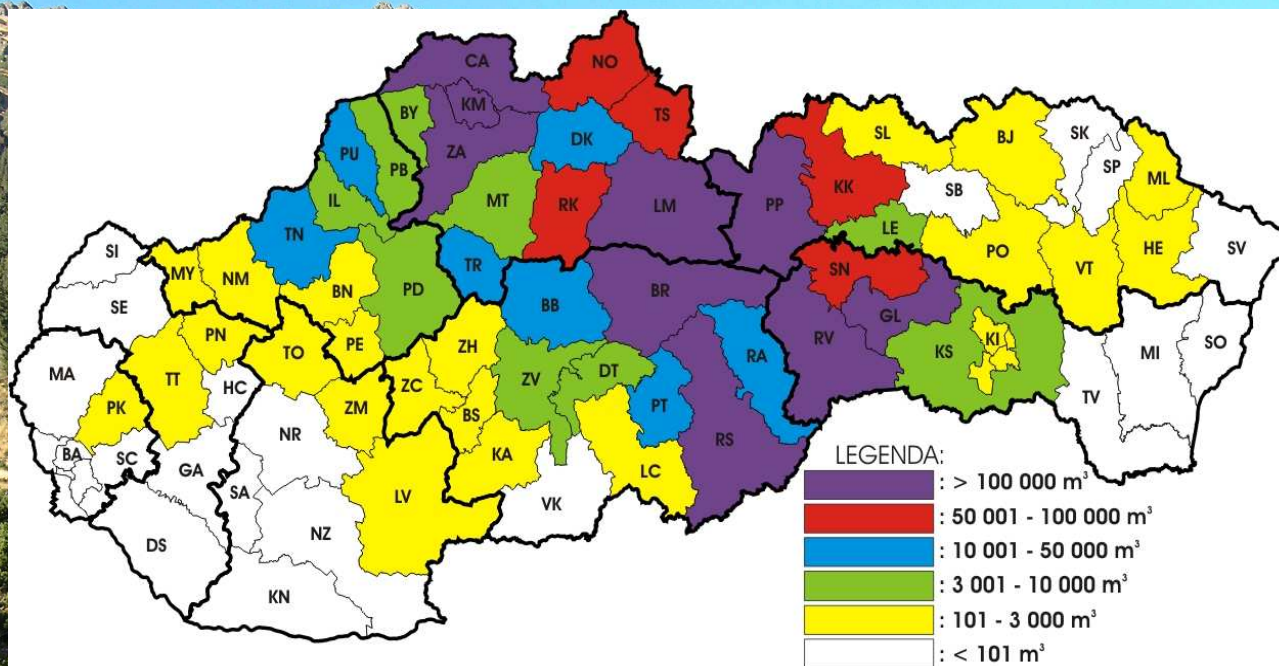 CA
NO
KM
TS
BY
PU
PB
ZA
DK
SL
BJ
SK
SP
ML
KK
SB
IL
MT
RK
LM
PP
LE
PO
VT
HE
SV
TN
SI
MY
NM
BN
PD
TR
BB
BR
SN
GL
SE
PN
TO
PE
ZH
RA
RV
KS
KI
MI
SO
MA
TT
HC
ZM
ZC
ZV
DT
PT
TV
PK
NR
BS
KA
RS
BA
SC
GA
SA
LV
LC
VK
DS
NZ
KN
LEGENDA:
: > 100 000 m³
: 50 001 - 100 000 m³
: 10 001 - 50 000 m³
: 3 001 - 10 000 m³
: 101 - 3 000 m³
: < 101 m³